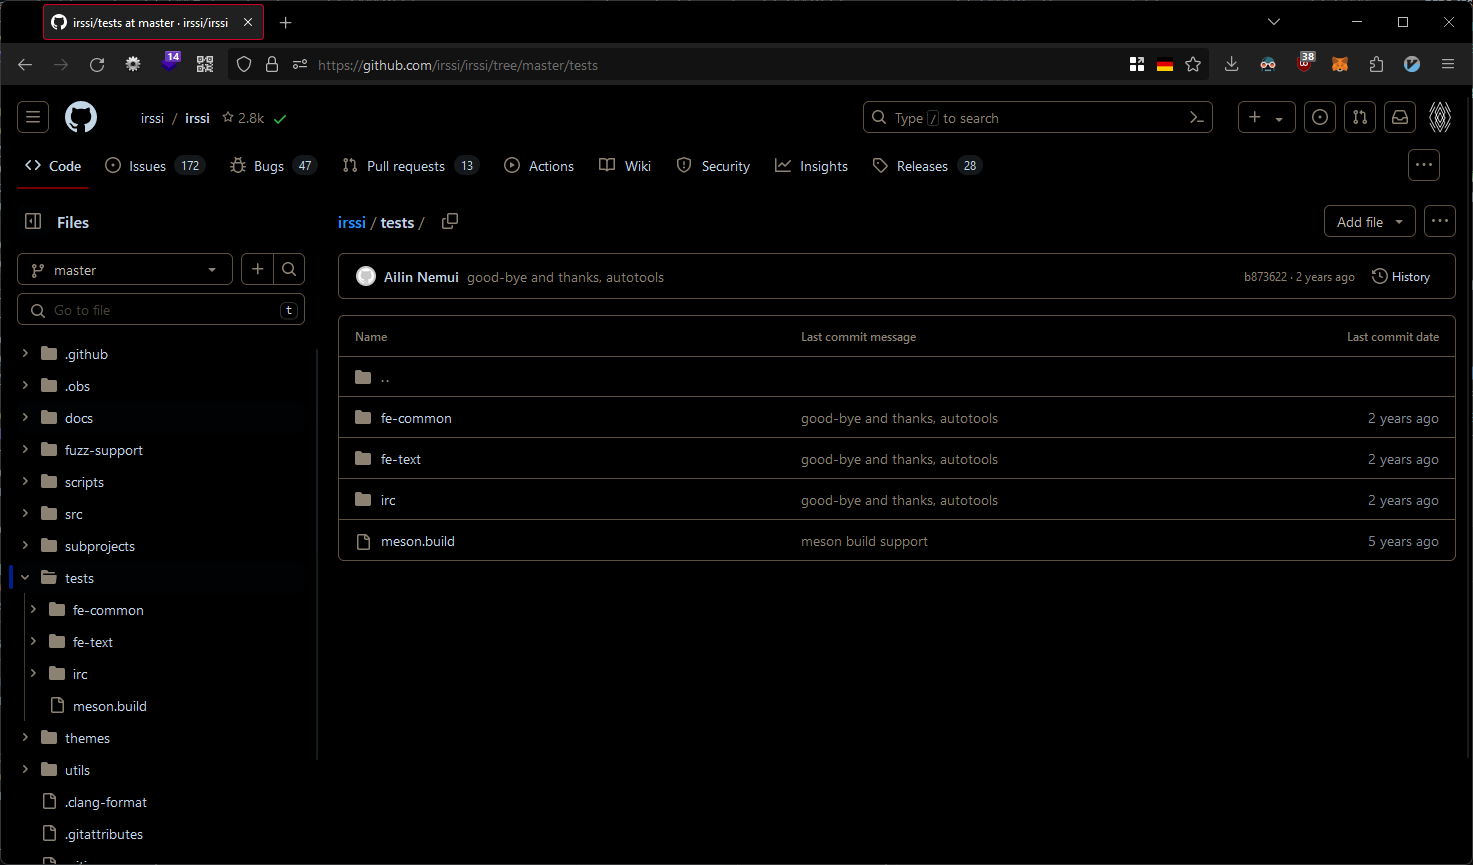 irssi/tests at master · irssi/irssi
14
https://github.com/irssi/irssi/tree/master/tests
38
irssi / irssi 2.8k
Type / to search
Code Issues 172 Bugs 47 Pull requests 13 Actions Wiki Security Insights Releases 28
Files
irssi / tests /
Add file
master
Ailin Nemui good-bye and thanks, autotools
b873622 · 2 years ago History
Go to file t
Name Last commit message Last commit date
..
fe-common good-bye and thanks, autotools 2 years ago
fe-text good-bye and thanks, autotools 2 years ago
irc good-bye and thanks, autotools 2 years ago
meson.build meson build support 5 years ago
.github
.obs
docs
fuzz-support
scripts
src
subprojects
tests
fe-common
fe-text
irc
meson.build
themes
utils
.clang-format
.gitattributes